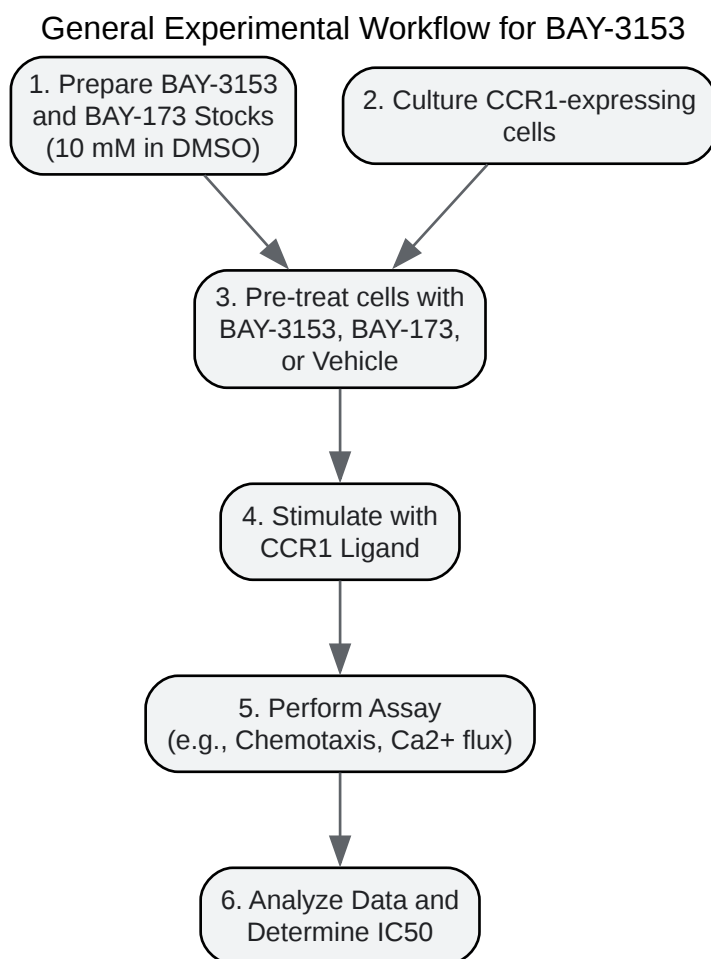 General Experimental Workflow for BAY-3153
1. Prepare BAY-3153
and BAY-173 Stocks
(10 mM in DMSO)
2. Culture CCR1-expressing
cells
3. Pre-treat cells with
BAY-3153, BAY-173,
or Vehicle
4. Stimulate with
CCR1 Ligand
5. Perform Assay
(e.g., Chemotaxis, Ca2+ flux)
6. Analyze Data and
Determine IC50